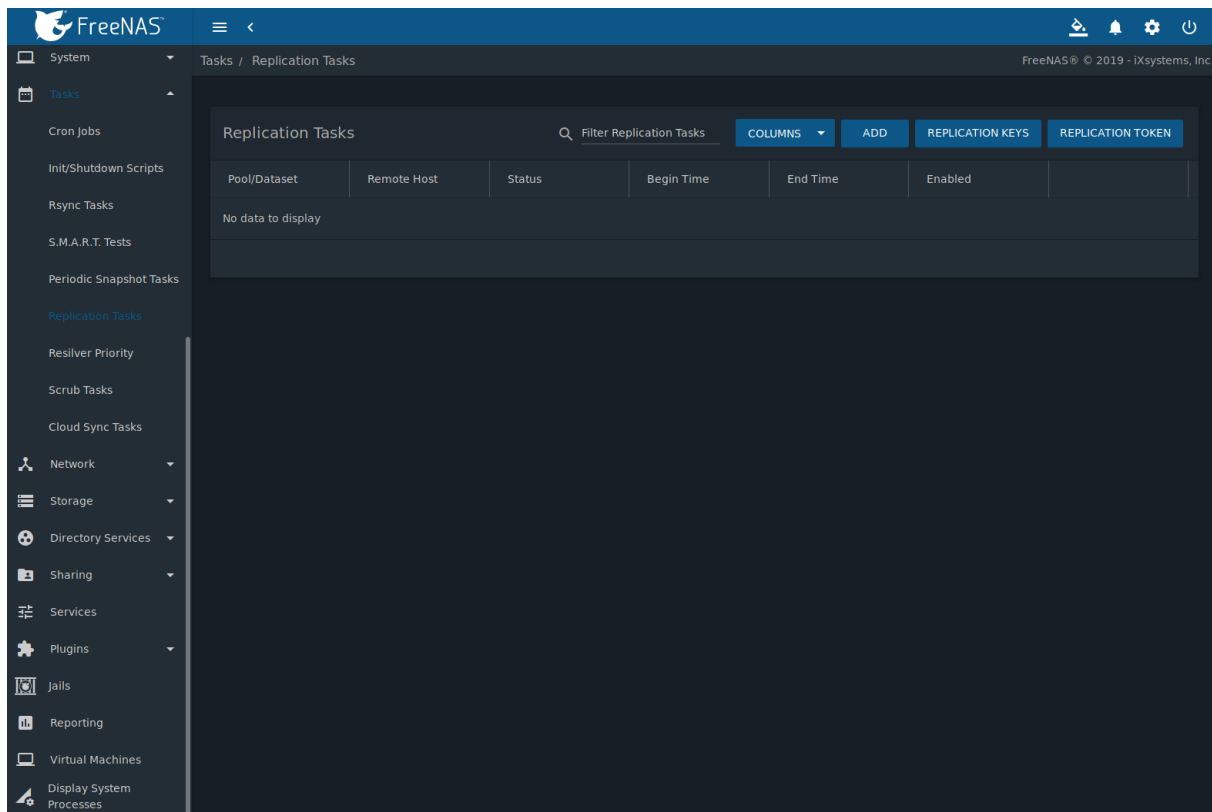 FreeNAS®
System
Tasks / Replication Tasks
FreeNAS® © 2019 - iXsystems, Inc
Tasks
Cron Jobs
Init/Shutdown Scripts
Rsync Tasks
S.M.A.R.T. Tests
Periodic Snapshot Tasks
Replication Tasks
Resilver Priority
Scrub Tasks
Cloud Sync Tasks
Network
Storage
Directory Services
Sharing
Services
Plugins
Jails
Reporting
Virtual Machines
Display System
Processes
Replication Tasks
Filter Replication Tasks
COLUMNS
ADD
REPLICATION KEYS
REPLICATION TOKEN
Pool/Dataset Remote Host Status Begin Time End Time Enabled
No data to display